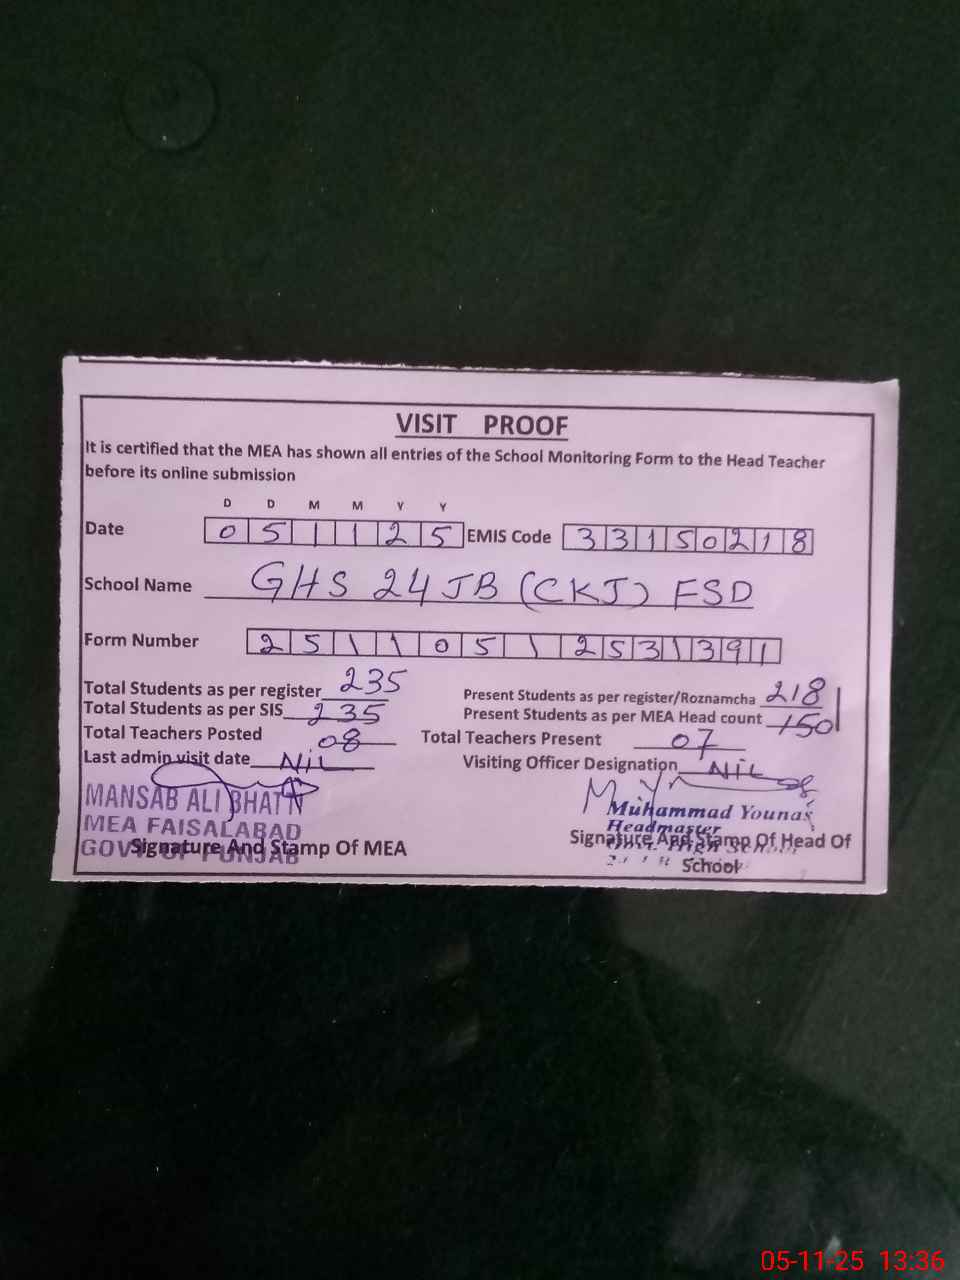 VISIT PROOF
It is certified that the MEA has shown all entries of the School Monitoring Form to the Head Teacher
before its online submission
D D M M Y Y
Date 0 5 1 1 2 5 EMIS Code 3 3 1 5 0 2 1 8
School Name GHS 24 JB (CKJ) FSD
Form Number 2 5 1 1 0 5 1 2 5 3 1 3 9 1
Total Students as per register 235 Present Students as per register/Roznamcha 218
Total Students as per SIS 235 Present Students as per MEA Head count 150
Total Teachers Posted 08 Total Teachers Present 07
Last admin visit date NiL Visiting Officer Designation NiL
MANSAB ALI BHATTI
MEA FAISALABAD
GOVT OF PUNJAB
Signature And Stamp Of MEA
Muhammad Younas
Headmaster
Signature And Stamp Of Head Of
School
05-11-25 13:36